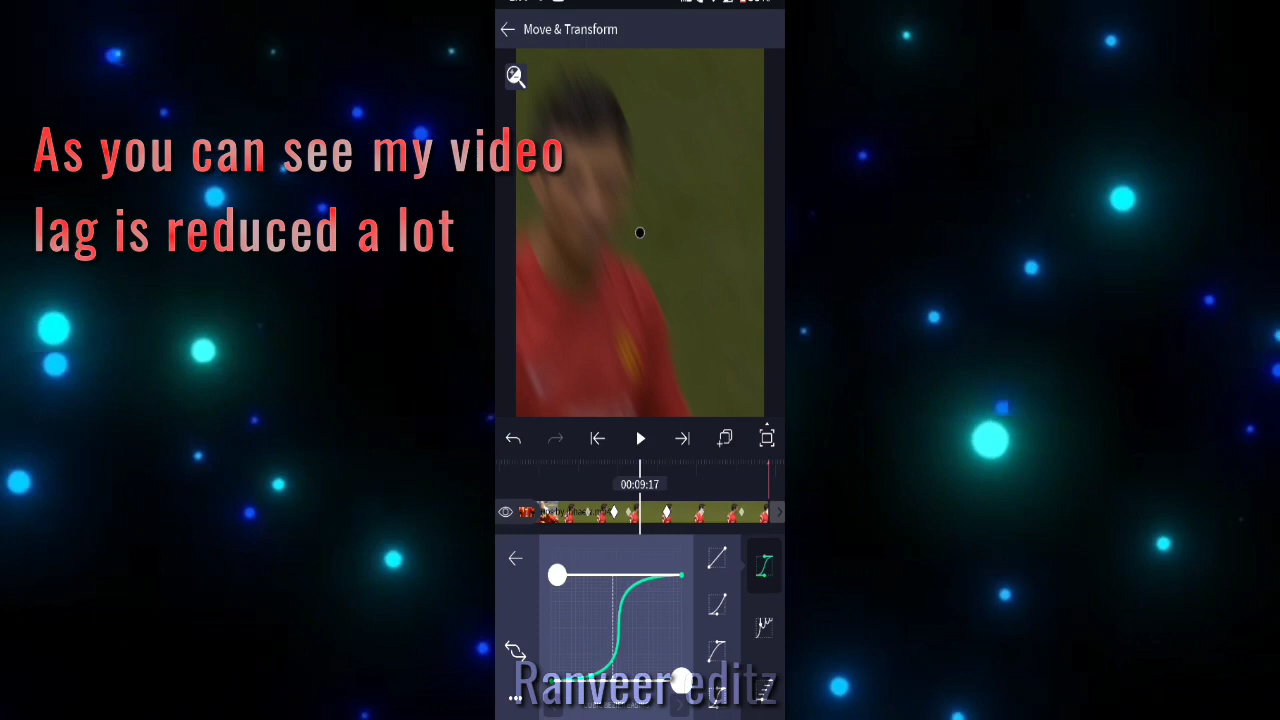 Move & Transform
As you can see my video
lag is reduced a lot
00:09:17
Ranveer editz